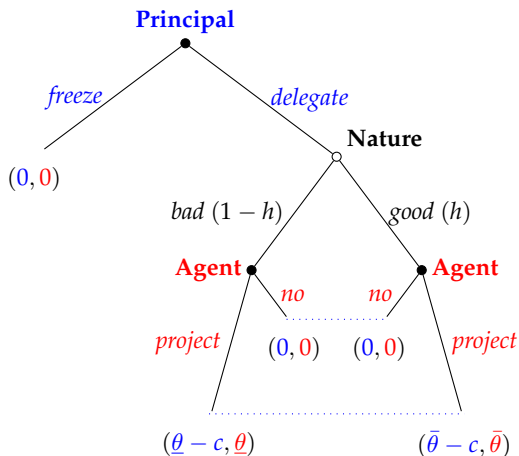 Principal
freeze
delegate
Nature
(0, 0)
bad (1 − h)
good (h)
Agent
Agent
no
no
project
(0, 0)
(0, 0)
project
(θ̲ − c, θ̲)
(θ̄ − c, θ̄)